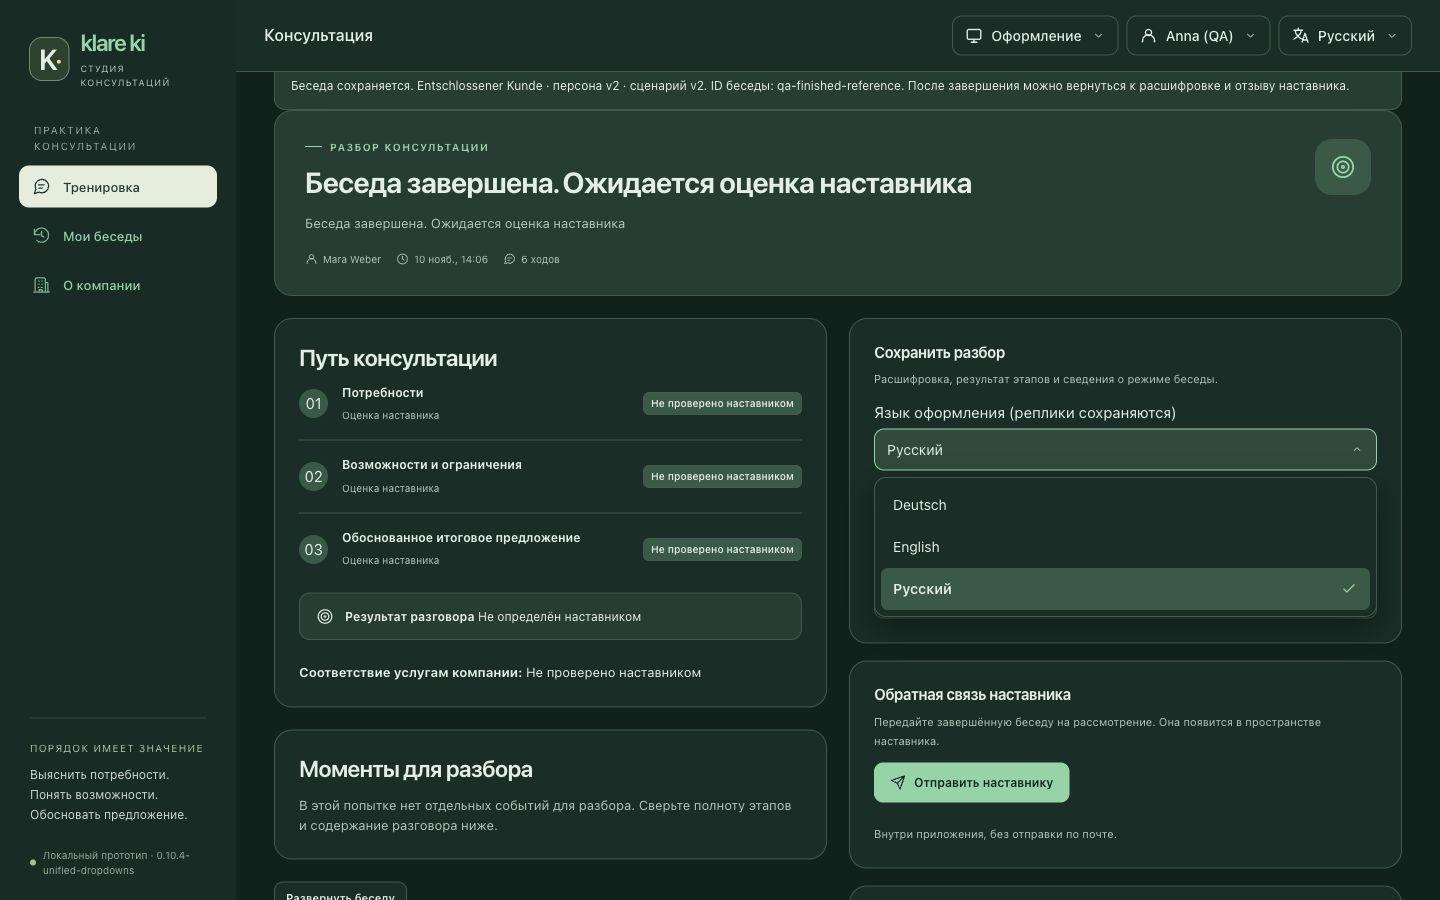 K
klare ki
СТУДИЯ
КОНСУЛЬТАЦИЙ
ПРАКТИКА
КОНСУЛЬТАЦИИ
Тренировка
Мои беседы
О компании
ПОРЯДОК ИМЕЕТ ЗНАЧЕНИЕ
Выяснить потребности.
Понять возможности.
Обосновать предложение.
Локальный прототип · 0.10.4-
unified-dropdowns
Консультация
Оформление
Anna (QA)
Русский
Беседа сохраняется. Entschlossener Kunde · персона v2 · сценарий v2. ID беседы: qa-finished-reference. После завершения можно вернуться к расшифровке и отзыву наставника.
РАЗБОР КОНСУЛЬТАЦИИ
Беседа завершена. Ожидается оценка наставника
Беседа завершена. Ожидается оценка наставника
Mara Weber
10 нояб., 14:06
6 ходов
Путь консультации
01
Потребности
Оценка наставника
Не проверено наставником
02
Возможности и ограничения
Оценка наставника
Не проверено наставником
03
Обоснованное итоговое предложение
Оценка наставника
Не проверено наставником
Результат разговора Не определён наставником
Соответствие услугам компании: Не проверено наставником
Моменты для разбора
В этой попытке нет отдельных событий для разбора. Сверьте полноту этапов
и содержание разговора ниже.
Развернуть беседу
Сохранить разбор
Расшифровка, результат этапов и сведения о режиме беседы.
Язык оформления (реплики сохраняются)
Русский
Deutsch
English
Русский
Обратная связь наставника
Передайте завершённую беседу на рассмотрение. Она появится в пространстве
наставника.
Отправить наставнику
Внутри приложения, без отправки по почте.